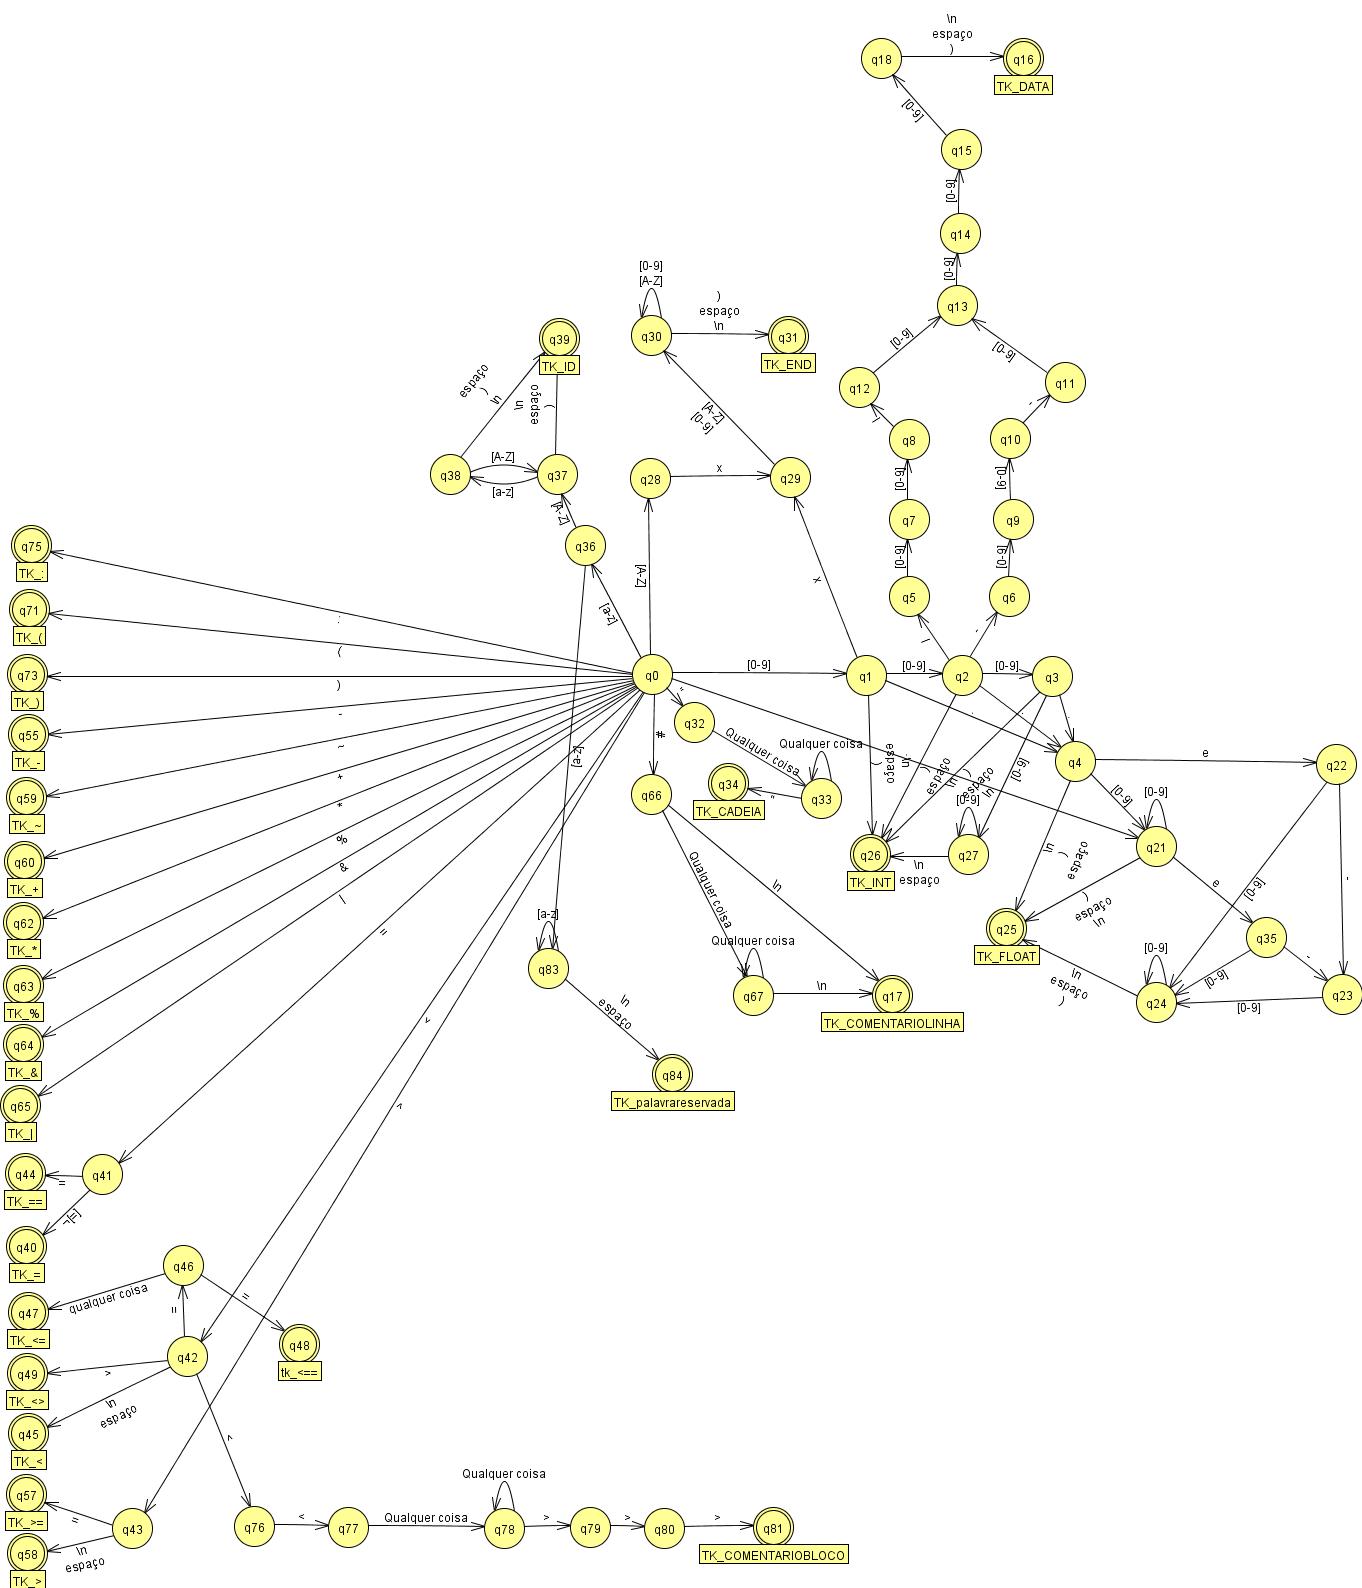 \n
espaço
)
q18
q16
TK_DATA
[0-9]
q15
[0-9]
q14
[0-9]
q13
[0-9]
[0-9]
q12
q11
/
-
q8
q10
[0-9]
[0-9]
q7
q9
[0-9]
[0-9]
q5
q6
/
-
[0-9]
[A-Z]
q30
)
espaço
\n
q31
TK_END
[A-Z]
[0-9]
q28
x
q29
[A-Z]
x
q39
TK_ID
espaço
)
\n
\n
espaço
)
q38
[A-Z]
[a-z]
q37
[A-Z]
q36
[a-z]
[a-z]
q75
TK_:
:
q71
TK_(
(
q73
TK_)
)
q55
TK_-
-
q59
TK_~
~
q60
TK_+
+
q62
TK_*
*
q63
TK_%
%
q64
TK_&
&
q65
TK_|
|
q0
[0-9]
q1
[0-9]
q2
[0-9]
q3
.
.
.
"
q32
Qualquer coisa
Qualquer coisa
q33
"
q34
TK_CADEIA
#
q66
Qualquer coisa
\n
Qualquer coisa
q67
\n
q17
TK_COMENTARIOLINHA
espaço
)
\n
)
espaço
\n
)
espaço
\n
[0-9]
[0-9]
q26
TK_INT
q27
\n
espaço
q4
e
q22
[0-9]
[0-9]
q21
\n
)
espaço
)
espaço
\n
e
[0-9]
-
q25
TK_FLOAT
q35
[0-9]
-
[0-9]
q24
[0-9]
q23
\n
espaço
)
[a-z]
q83
\n
espaço
q84
TK_palavrareservada
=
<
>
q44
TK_==
=
q41
[=]
q40
TK_=
q46
qualquer coisa
=
=
q47
TK_<=
q48
tk_<==
q42
q49
TK_<>
>
\n
espaço
q45
TK_<
<
q57
TK_>=
=
q43
\n
espaço
q58
TK_>
q76
<
q77
Qualquer coisa
Qualquer coisa
q78
>
q79
>
q80
>
q81
TK_COMENTARIOBLOCO